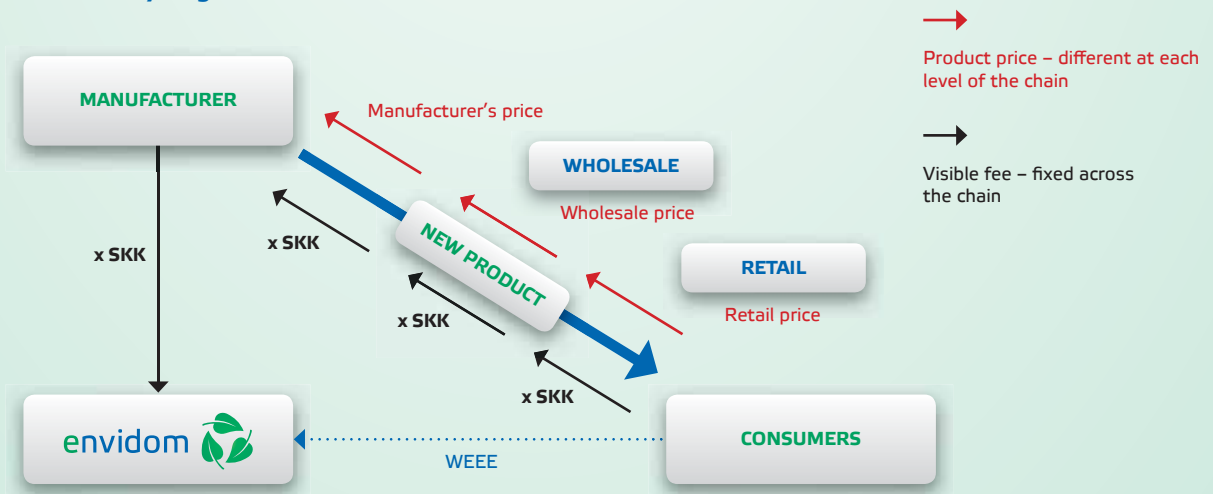 MANUFACTURER
Manufacturer's price
WHOLESALE
Wholesale price
RETAIL
Retail price
NEW PRODUCT
x SKK
x SKK
x SKK
x SKK
envidom
WEEE
CONSUMERS
Product price – different at each
level of the chain
Visible fee – fixed across
the chain